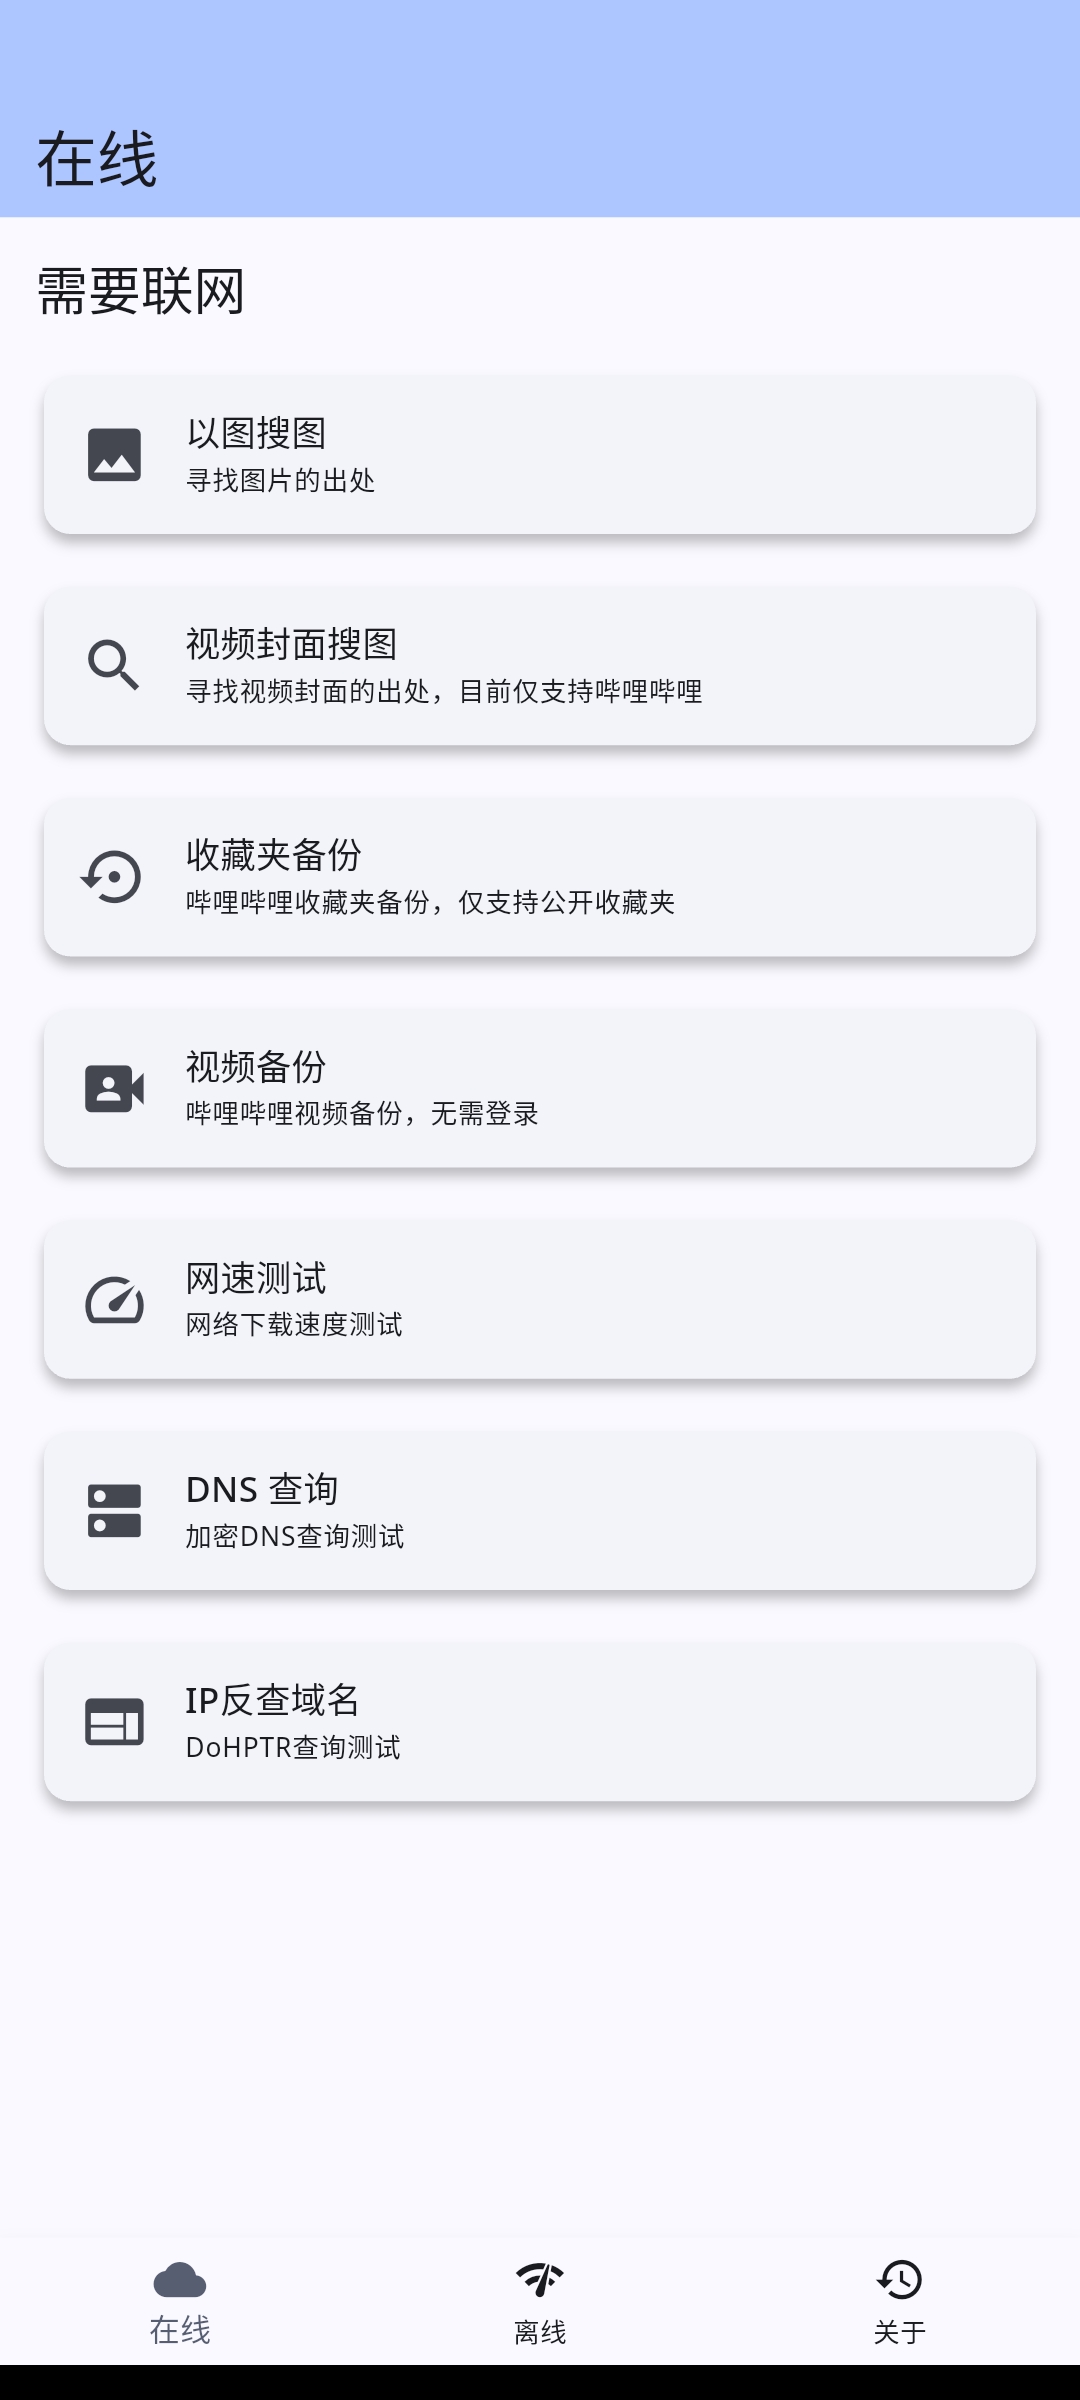 在线
需要联网
以图搜图
寻找图片的出处
视频封面搜图
寻找视频封面的出处，目前仅支持哔哩哔哩
收藏夹备份
哔哩哔哩收藏夹备份，仅支持公开收藏夹
视频备份
哔哩哔哩视频备份，无需登录
网速测试
网络下载速度测试
DNS 查询
加密DNS查询测试
IP反查域名
DoHPTR查询测试
在线
离线
关于